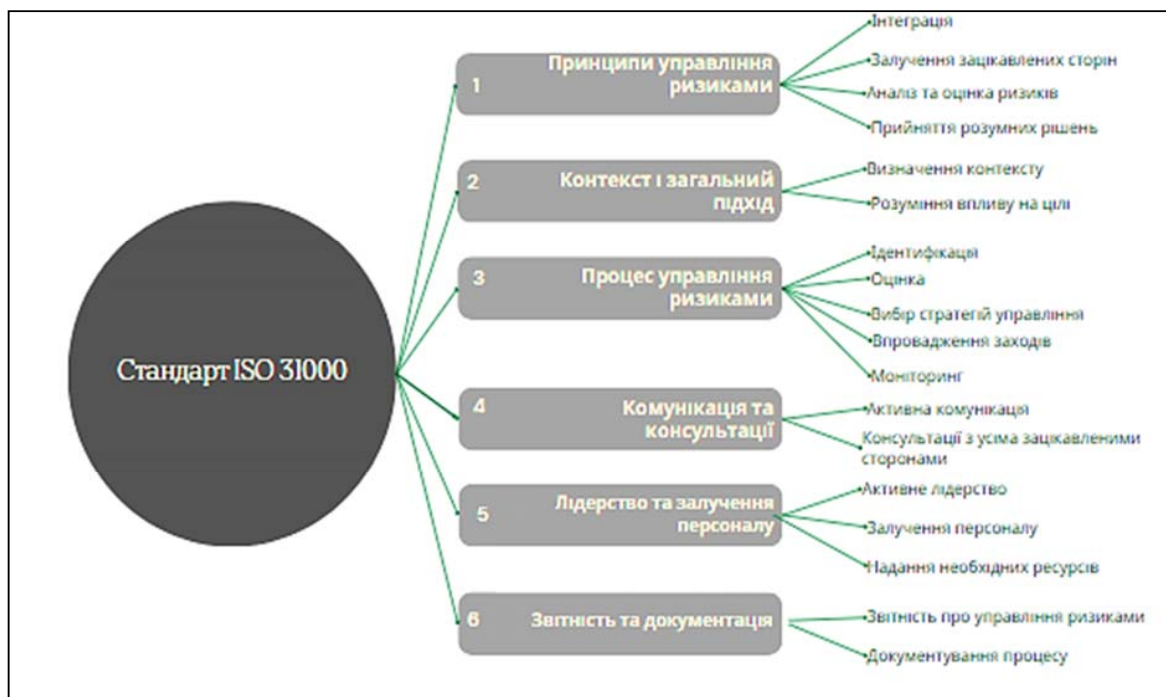 Стандарт ISO 31000
1
Принципи управління
ризиками
Інтеграція
Залучення зацікавлених сторін
Аналіз та оцінка ризиків
Прийняття розумних рішень
2
Контекст і загальний
підхід
Визначення контексту
Розуміння впливу на цілі
3
Процес управління
ризиками
Ідентифікація
Оцінка
Вибір стратегій управління
Впровадження заходів
Моніторинг
4
Комунікація та
консультації
Активна комунікація
Консультації з усіма зацікавленими
сторонами
5
Лідерство та залучення
персоналу
Активне лідерство
Залучення персоналу
Надання необхідних ресурсів
6
Звітність та документація
Звітність про управління ризиками
Документування процесу